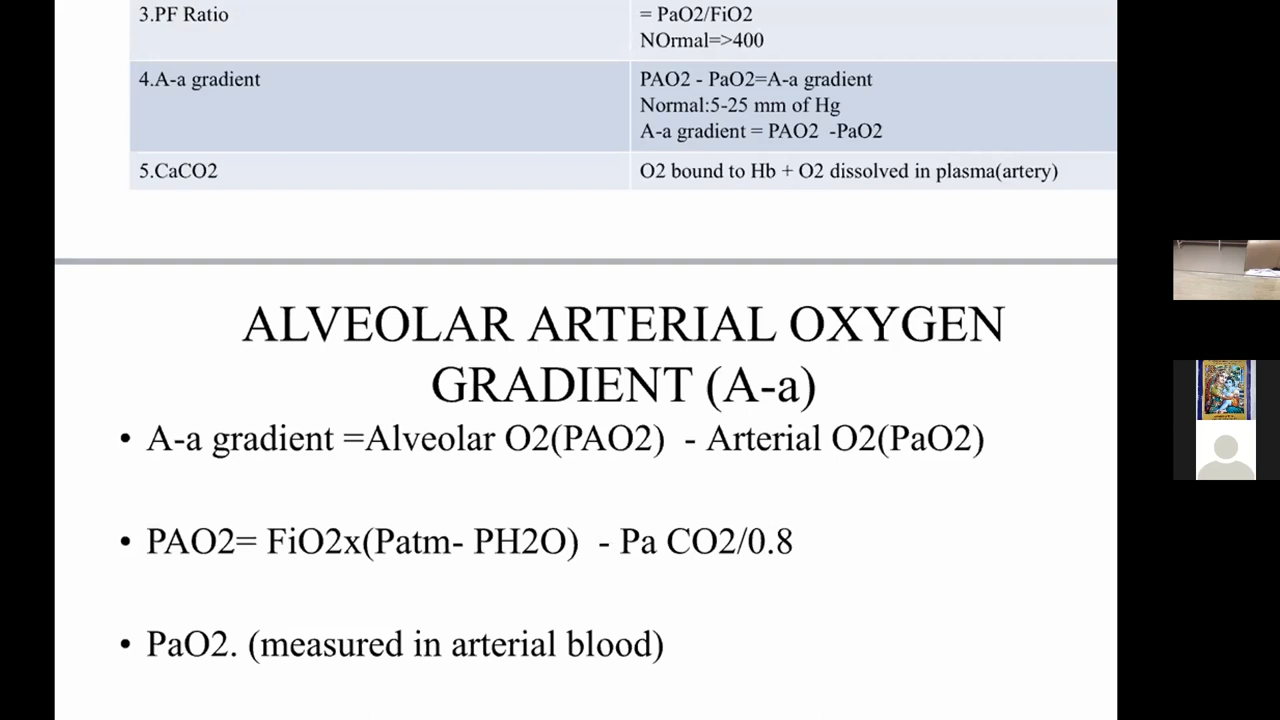 3.PF Ratio
= PaO2/FiO2
NOrmal=>400
4.A-a gradient
PAO2 - PaO2=A-a gradient
Normal:5-25 mm of Hg
A-a gradient = PAO2 -PaO2
5.CaCO2
O2 bound to Hb + O2 dissolved in plasma(artery)
ALVEOLAR ARTERIAL OXYGEN
GRADIENT (A-a)
• A-a gradient =Alveolar O2(PAO2) - Arterial O2(PaO2)
• PAO2= FiO2x(Patm- PH2O) - Pa CO2/0.8
• PaO2. (measured in arterial blood)